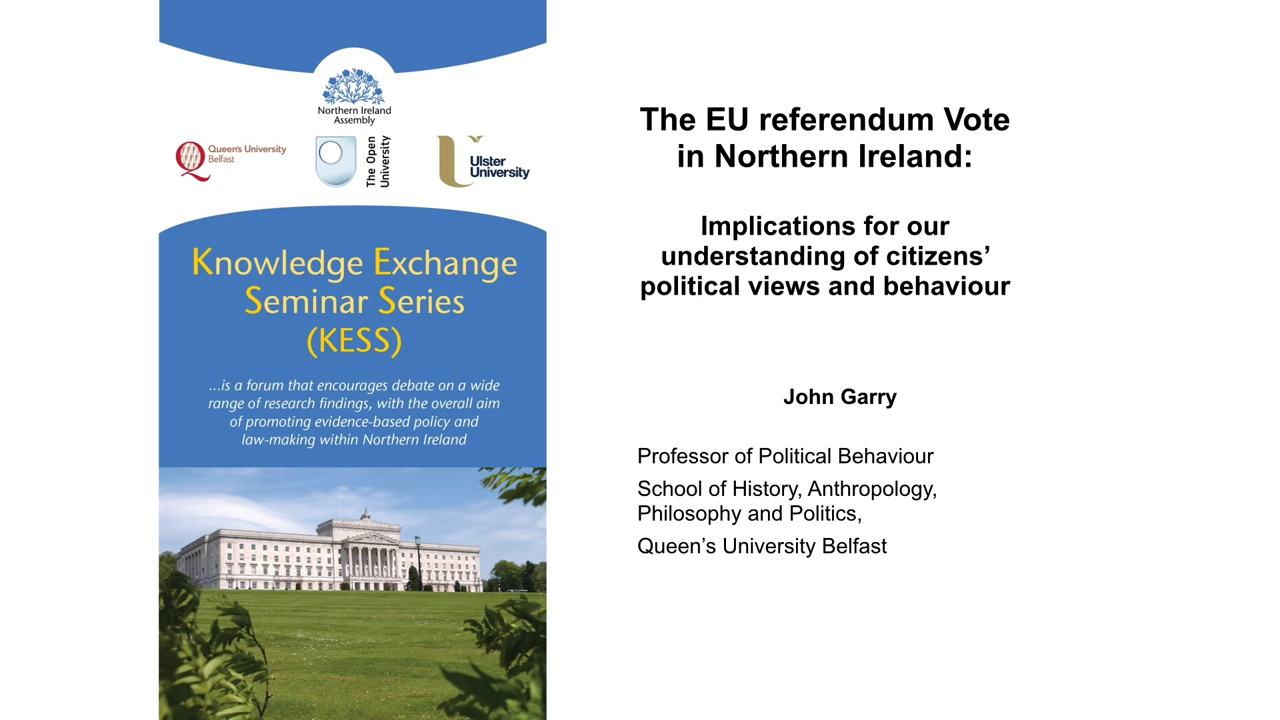 Northern Ireland
Assembly
Queen's University
Belfast
The Open
University
Ulster
University
Knowledge Exchange
Seminar Series
(KESS)
...is a forum that encourages debate on a wide
range of research findings, with the overall aim
of promoting evidence-based policy and
law-making within Northern Ireland
The EU referendum Vote
in Northern Ireland:
Implications for our
understanding of citizens’
political views and behaviour
John Garry
Professor of Political Behaviour
School of History, Anthropology,
Philosophy and Politics,
Queen’s University Belfast